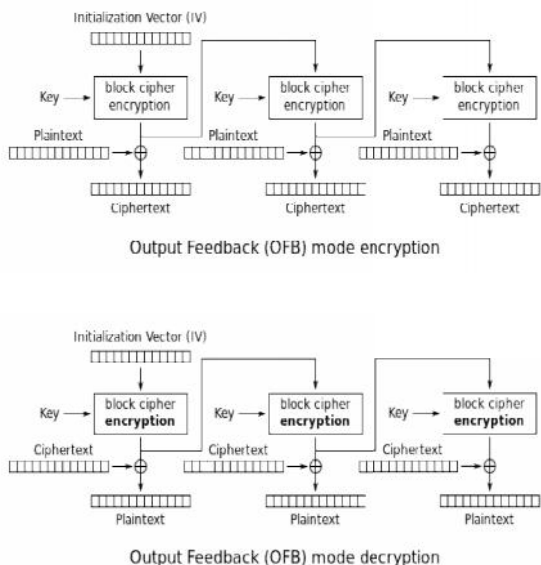 Initialization Vector (IV)
Key block cipher encryption Key block cipher encryption Key block cipher encryption
Plaintext Plaintext Plaintext
Ciphertext Ciphertext Ciphertext
Output Feedback (OFB) mode encryption
Initialization Vector (IV)
Key block cipher encryption Key block cipher encryption Key block cipher encryption
Ciphertext Ciphertext Ciphertext
Plaintext Plaintext Plaintext
Output Feedback (OFB) mode decryption